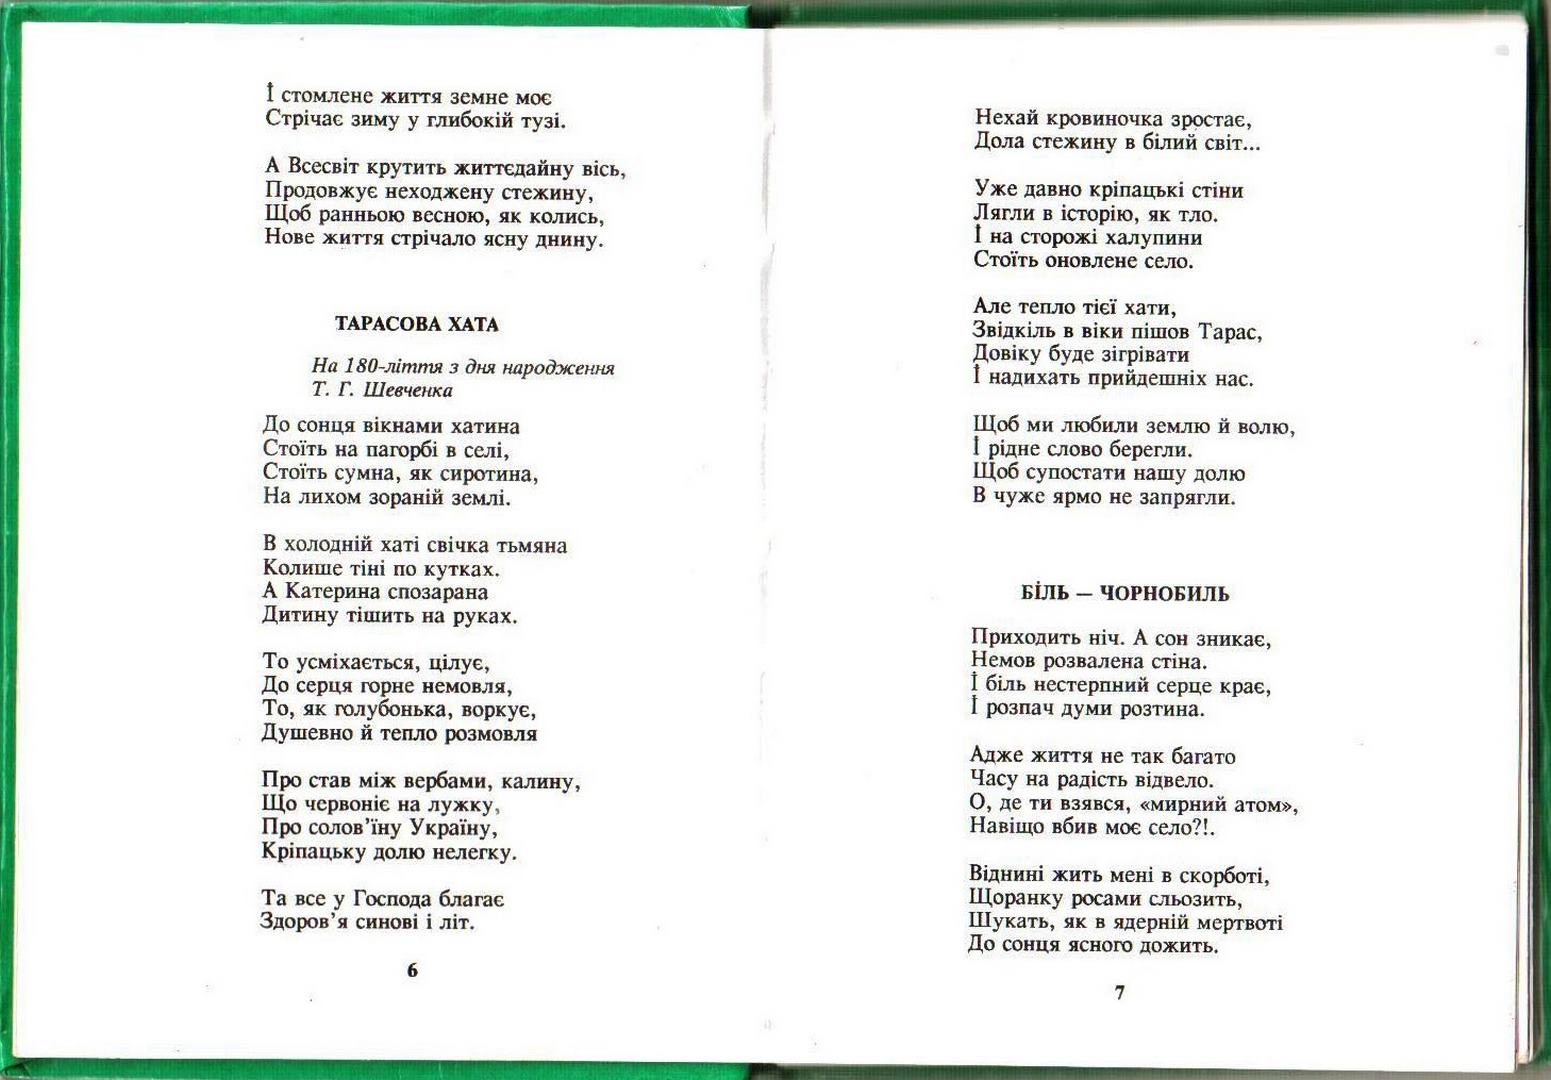 І стомлене життя земне моє
Стрічає зиму у глибокій тузі.
А Всесвіт крутить життєдайну вісь,
Продовжує неходжену стежину,
Щоб ранньою весною, як колись,
Нове життя стрічало ясну днину.
ТАРАСОВА ХАТА
На 180-ліття з дня народження
Т. Г. Шевченка
До сонця вікнами хатина
Стоїть на пагорбі в селі,
Стоїть сумна, як сиротина,
На лихом зораній землі.
В холодній хаті свічка тьмяна
Колише тіні по кутках.
А Катерина спозарана
Дитину тішить на руках.
То усміхається, цілує,
До серця горне немовля,
То, як голубонька, воркує,
Душевно й тепло розмовля
Про став між вербами, калину,
Що червоніє на лужку,
Про солов’їну Україну,
Кріпацьку долю нелегку.
Та все у Господа благає
Здоров’я синові і літ.
6
Нехай кровиночка зростає,
Дола стежину в білий світ...
Уже давно кріпацькі стіни
Лягли в історію, як тло.
І на сторожі халупини
Стоїть оновлене село.
Але тепло тієї хати,
Звідкіль в віки пішов Тарас,
Довіку буде зігрівати
І надихать прийдешніх нас.
Щоб ми любили землю й волю,
І рідне слово берегли.
Щоб супостати нашу долю
В чуже ярмо не запрягли.
БІЛЬ — ЧОРНОБИЛЬ
Приходить ніч. А сон зникає,
Немов розвалена стіна.
І біль нестерпний серце крає,
І розпач думи розтина.
Адже життя не так багато
Часу на радість відвело.
О, де ти взявся, «мирний атом»,
Навіщо вбив моє село?!.
Віднині жить мені в скорботі,
Щоранку росами сльозить,
Шукать, як в ядерній мертвоті
До сонця ясного дожить.
7